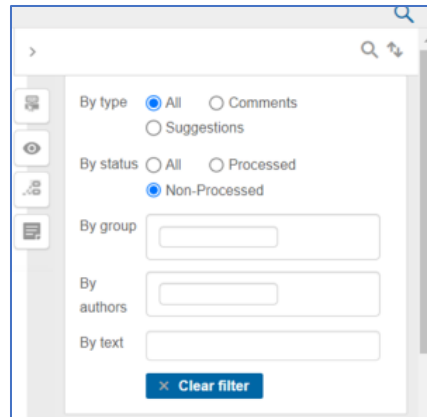 By type All Comments
Suggestions
By status All Processed
Non-Processed
By group
By
authors
By text
× Clear filter